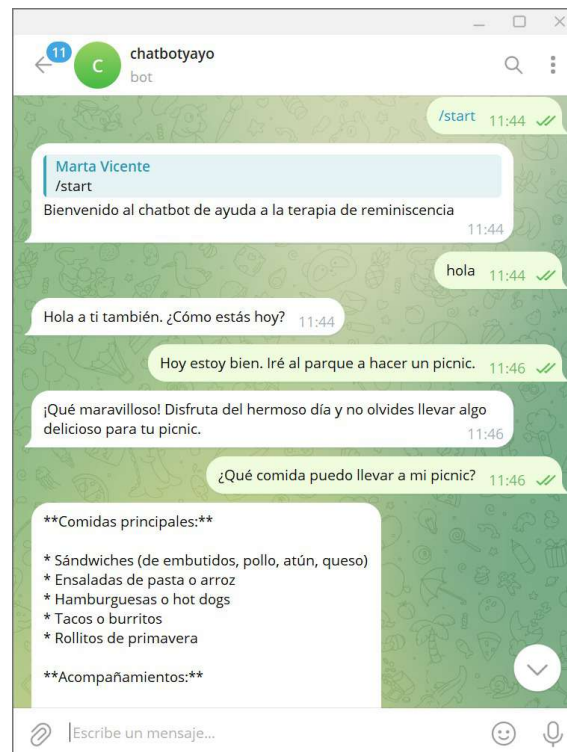 11
chatbotyayo
C
bot
/start 11:44
Marta Vicente
/start
Bienvenido al chatbot de ayuda a la terapia de reminiscencia
11:44
hola 11:44
Hola a ti también. ¿Cómo estás hoy? 11:44
Hoy estoy bien. Iré al parque a hacer un picnic. 11:46
¡Qué maravilloso! Disfruta del hermoso día y no olvides llevar algo
delicioso para tu picnic.
11:46
¿Qué comida puedo llevar a mi picnic? 11:46
**Comidas principales:**
* Sándwiches (de embutidos, pollo, atún, queso)
* Ensaladas de pasta o arroz
* Hamburguesas o hot dogs
* Tacos o burritos
* Rollitos de primavera
**Acompañamientos:**
Escribe un mensaje...